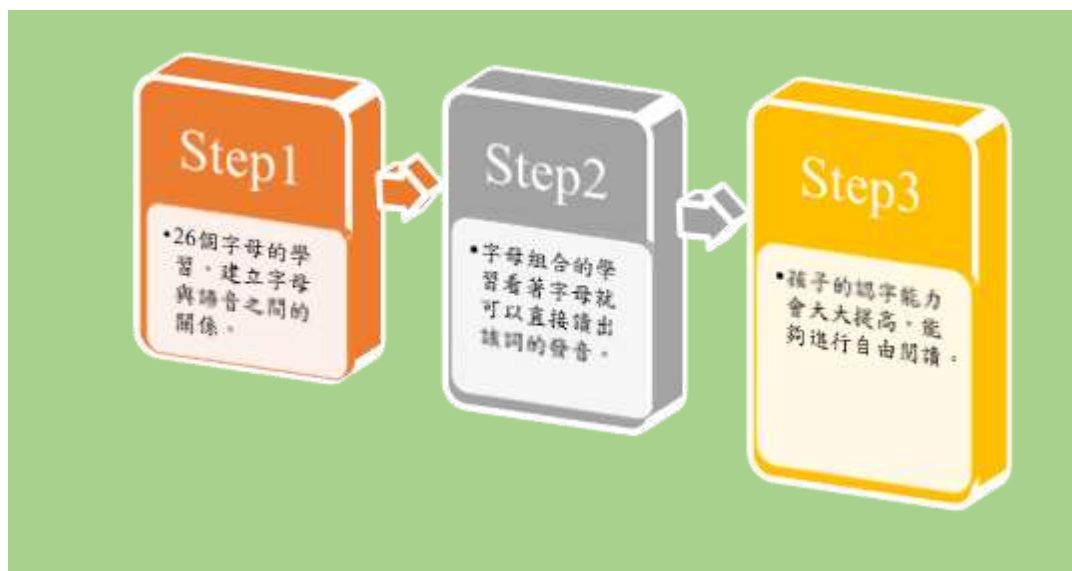 Step1
•26個字母的學
習，建立字母
與語音之間的
關係。
Step2
•字母組合的學
習看著字母就
可以直接讀出
該詞的發音。
Step3
•孩子的認字能力
會大大提高，能
夠進行自由閱讀。